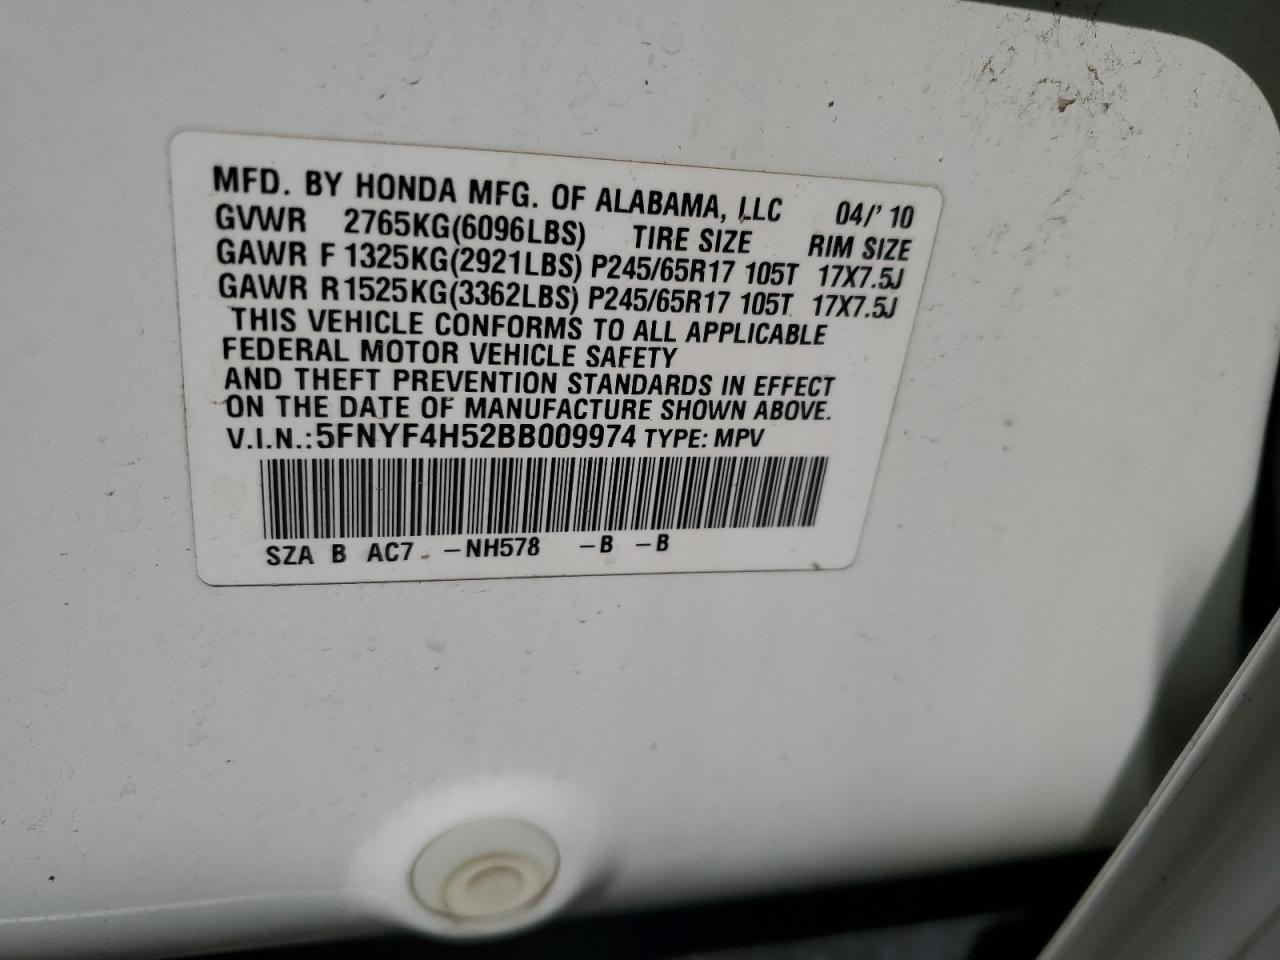 MFD. BY HONDA MFG. OF ALABAMA, LLC 04/'10
GVWR 2765KG(6096LBS) TIRE SIZE RIM SIZE
GAWR F 1325KG(2921LBS) P245/65R17 105T 17X7.5J
GAWR R1525KG(3362LBS) P245/65R17 105T 17X7.5J
THIS VEHICLE CONFORMS TO ALL APPLICABLE
FEDERAL MOTOR VEHICLE SAFETY
AND THEFT PREVENTION STANDARDS IN EFFECT
ON THE DATE OF MANUFACTURE SHOWN ABOVE.
V.I.N.:5FNYF4H52BB009974 TYPE: MPV
SZA B AC7 -NH578 -B -B